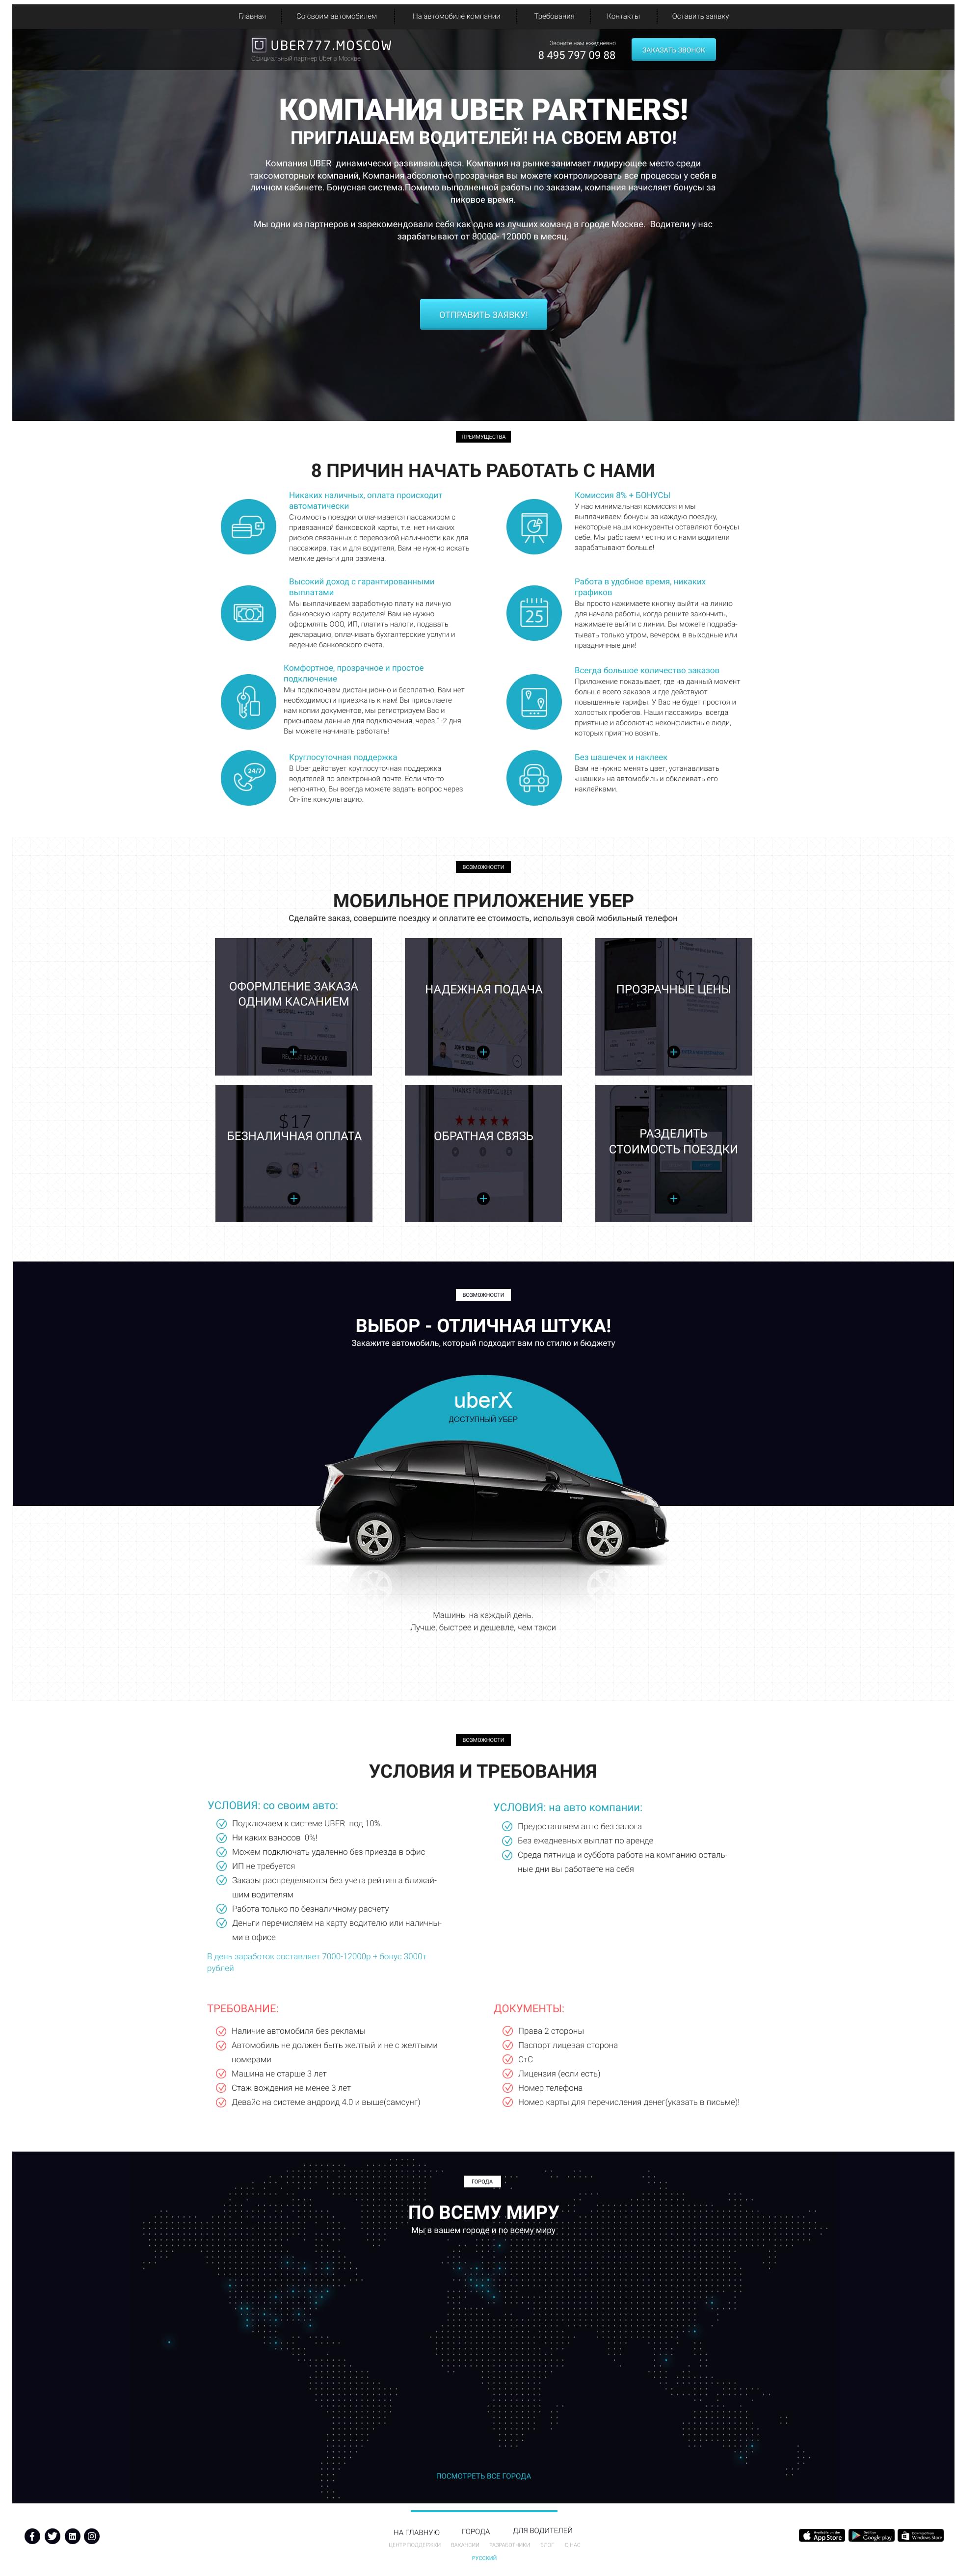 Главная
Со своим автомобилем
На автомобиле компании
Требования
Контакты
Оставить заявку
UBER777.MOSCOW
Официальный партнер Uber в Москве
Звоните нам ежедневно
8 495 797 09 88
ЗАКАЗАТЬ ЗВОНОК
КОМПАНИЯ UBER PARTNERS!
ПРИГЛАШАЕМ ВОДИТЕЛЕЙ! НА СВОЕМ АВТО!
Компания UBER динамически развивающаяся. Компания на рынке занимает лидирующее место среди
таксомоторных компаний, Компания абсолютно прозрачная вы можете контролировать все процессы у себя в
личном кабинете. Бонусная система.Помимо выполненной работы по заказам, компания начисляет бонусы за
пиковое время.
Мы одни из партнеров и зарекомендовали себя как одна из лучших команд в городе Москве. Водители у нас
зарабатывают от 80000- 120000 в месяц.
ОТПРАВИТЬ ЗАЯВКУ!
ПРЕИМУЩЕСТВА
8 ПРИЧИН НАЧАТЬ РАБОТАТЬ С НАМИ
Никаких наличных, оплата происходит
автоматически
Стоимость поездки оплачивается пассажиром с
привязанной банковской карты, т.е. нет никаких
рисков связанных с перевозкой наличности как для
пассажира, так и для водителя, Вам не нужно искать
мелкие деньги для размена.
Комиссия 8% + БОНУСЫ
У нас минимальная комиссия и мы
выплачиваем бонусы за каждую поездку,
некоторые наши конкуренты оставляют бонусы
себе. Мы работаем честно и с нами водители
зарабатывают больше!
Высокий доход с гарантированными
выплатами
Мы выплачиваем заработную плату на личную
банковскую карту водителя! Вам не нужно
оформлять ООО, ИП, платить налоги, подавать
декларацию, оплачивать бухгалтерские услуги и
ведение банковского счета.
25
Работа в удобное время, никаких
графиков
Вы просто нажимаете кнопку выйти на линию
для начала работы, когда решите закончить,
нажимаете выйти с линии. Вы можете подраба-
тывать только утром, вечером, в выходные или
праздничные дни!
Комфортное, прозрачное и простое
подключение
Мы подключаем дистанционно и бесплатно, Вам нет
необходимости приезжать к нам! Вы присылаете
нам копии документов, мы регистрируем Вас и
присылаем данные для подключения, через 1-2 дня
Вы можете начинать работать!
Всегда большое количество заказов
Приложение показывает, где на данный момент
больше всего заказов и где действуют
повышенные тарифы. У Вас не будет простоя и
холостых пробегов. Наши пассажиры всегда
приятные и абсолютно неконфликтные люди,
которых приятно возить.
24/7
Круглосуточная поддержка
В Uber действует круглосуточная поддержка
водителей по электронной почте. Если что-то
непонятно, Вы всегда можете задать вопрос через
On-line консультацию.
Без шашечек и наклеек
Вам не нужно менять цвет, устанавливать
«шашки» на автомобиль и обклеивать его
наклейками.
ВОЗМОЖНОСТИ
МОБИЛЬНОЕ ПРИЛОЖЕНИЕ УБЕР
Сделайте заказ, совершите поездку и оплатите ее стоимость, используя свой мобильный телефон
ОФОРМЛЕНИЕ ЗАКАЗА
ОДНИМ КАСАНИЕМ
НАДЕЖНАЯ ПОДАЧА
ПРОЗРАЧНЫЕ ЦЕНЫ
RECEIPT
$17
БЕЗНАЛИЧНАЯ ОПЛАТА
THANKS FOR RIDING UBER
ОБРАТНАЯ СВЯЗЬ
РАЗДЕЛИТЬ
СТОИМОСТЬ ПОЕЗДКИ
ВОЗМОЖНОСТИ
ВЫБОР - ОТЛИЧНАЯ ШТУКА!
Закажите автомобиль, который подходит вам по стилю и бюджету
uberX
ДОСТУПНЫЙ УБЕР
Машины на каждый день.
Лучше, быстрее и дешевле, чем такси
ВОЗМОЖНОСТИ
УСЛОВИЯ И ТРЕБОВАНИЯ
УСЛОВИЯ: со своим авто:
Подключаем к системе UBER под 10%.
Ни каких взносов 0%!
Можем подключать удаленно без приезда в офис
ИП не требуется
Заказы распределяются без учета рейтинга ближай-
шим водителям
Работа только по безналичному расчету
Деньги перечисляем на карту водителю или наличны-
ми в офисе
В день заработок составляет 7000-12000р + бонус 3000т
рублей
УСЛОВИЯ: на авто компании:
Предоставляем авто без залога
Без ежедневных выплат по аренде
Среда пятница и суббота работа на компанию осталь-
ные дни вы работаете на себя
ТРЕБОВАНИЕ:
Наличие автомобиля без рекламы
Автомобиль не должен быть желтый и не с желтыми
номерами
Машина не старше 3 лет
Стаж вождения не менее 3 лет
Девайс на системе андроид 4.0 и выше(самсунг)
ДОКУМЕНТЫ:
Права 2 стороны
Паспорт лицевая сторона
СтС
Лицензия (если есть)
Номер телефона
Номер карты для перечисления денег(указать в письме)!
ГОРОДА
ПО ВСЕМУ МИРУ
Мы в вашем городе и по всему миру
ПОСМОТРЕТЬ ВСЕ ГОРОДА
НА ГЛАВНУЮ
ГОРОДА
ДЛЯ ВОДИТЕЛЕЙ
ЦЕНТР ПОДДЕРЖКИ
ВАКАНСИИ
РАЗРАБОТЧИКИ
БЛОГ
О НАС
РУССКИЙ
Available on the
App Store
Google play
Windows Store